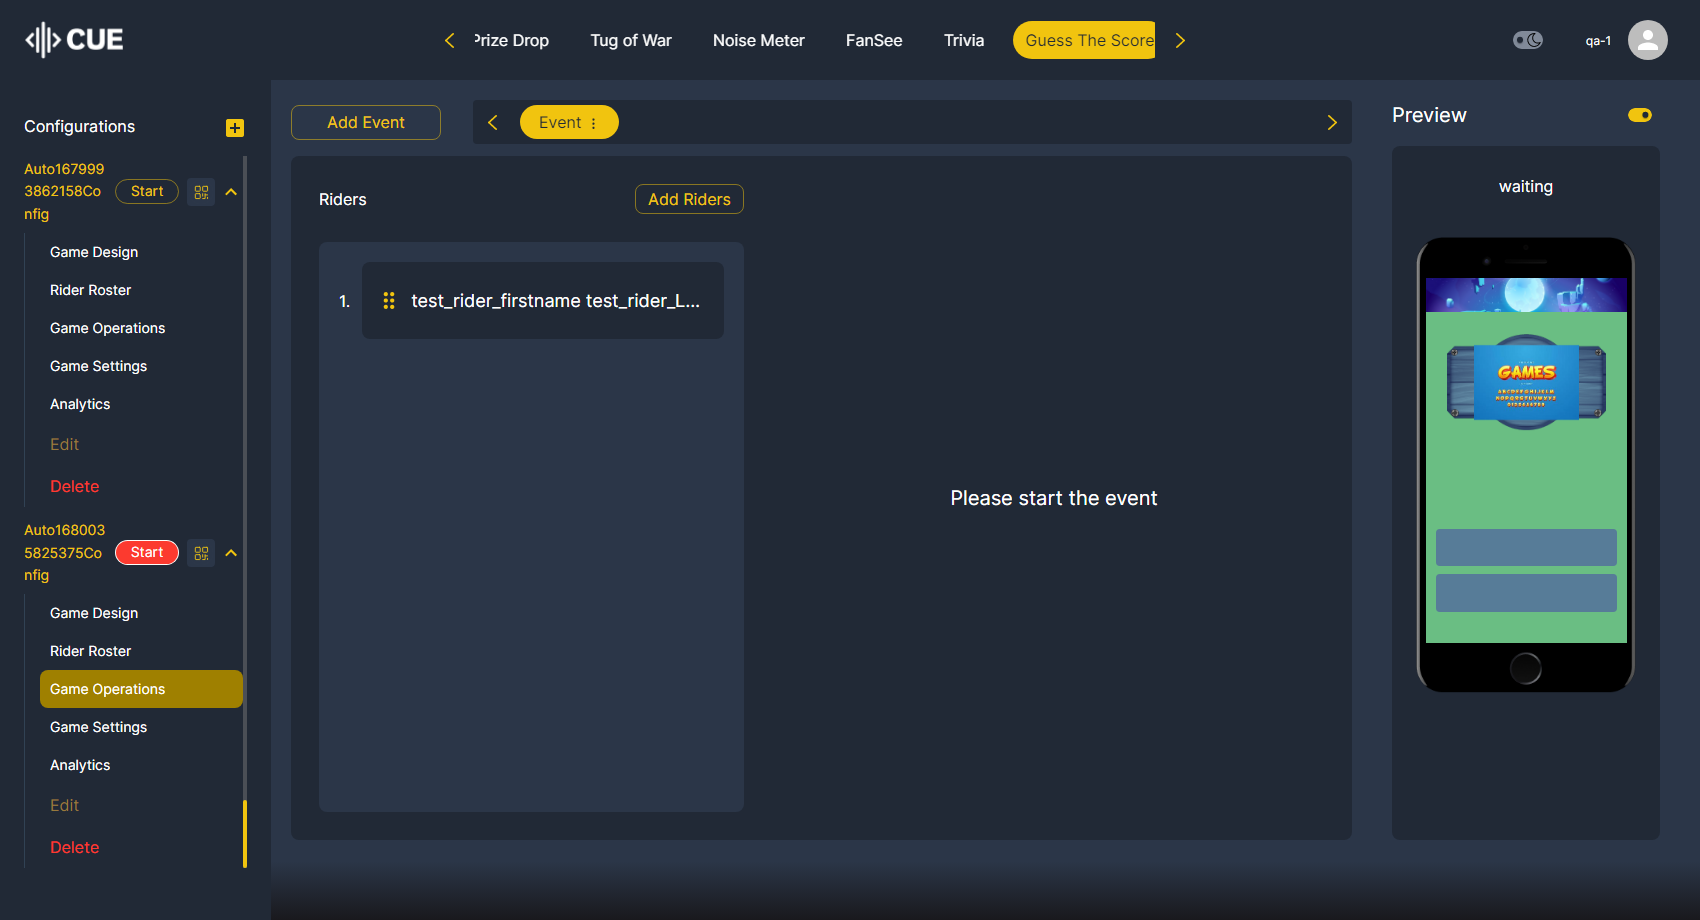 CUE
Prize Drop
Tug of War
Noise Meter
FanSee
Trivia
Guess The Score
qa-1
Configurations
Auto167999
3862158Co
nfig
Start
Game Design
Rider Roster
Game Operations
Game Settings
Analytics
Edit
Delete
Auto168003
5825375Co
nfig
Start
Game Design
Rider Roster
Game Operations
Game Settings
Analytics
Edit
Delete
Add Event
Event
Riders
Add Riders
1.
test_rider_firstname test_rider_L...
Please start the event
Preview
waiting
GAMES